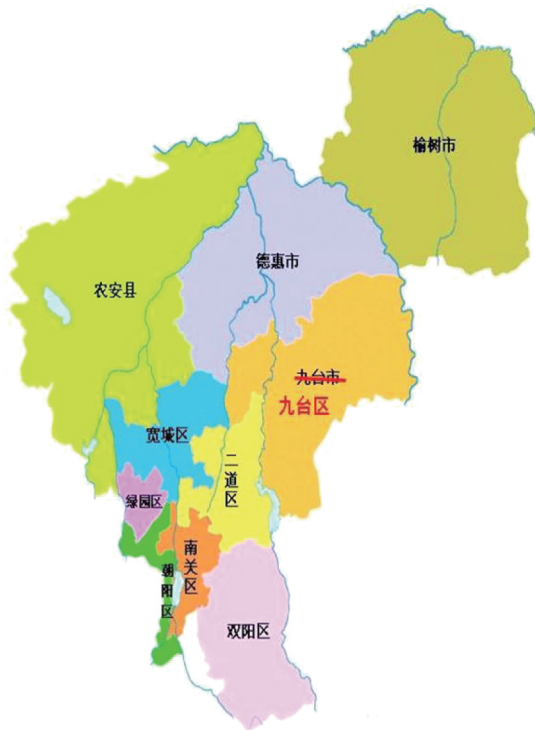 榆树市
德惠市
农安县
九台市
九台区
宽城区
二道区
绿园区
南关区
朝阳区
双阳区